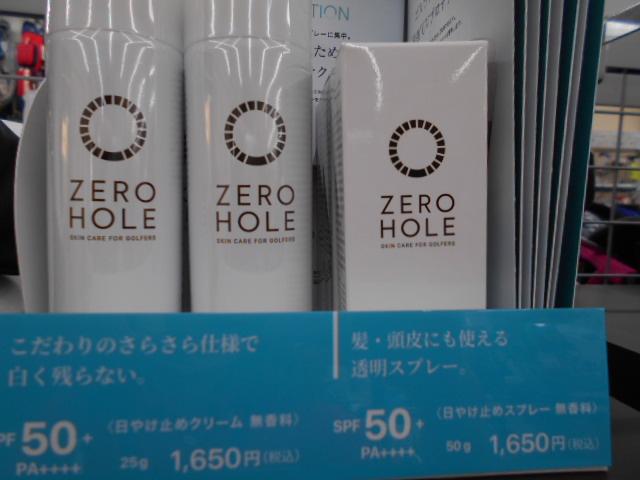 ZERO
HOLE
SKIN CARE FOR GOLFERS
ZERO
HOLE
SKIN CARE FOR GOLFERS
ZERO
HOLE
SKIN CARE FOR GOLFERS
こだわりのさらさら仕様で
白く残らない。
PF 50+
PA++++
〈日やけ止めクリーム 無香料〉
25g 1,650円(税込)
髪・頭皮にも使える
透明スプレー。
SPF 50+
PA++++
〈日やけ止めスプレー 無香料〉
50g 1,650円(税込)